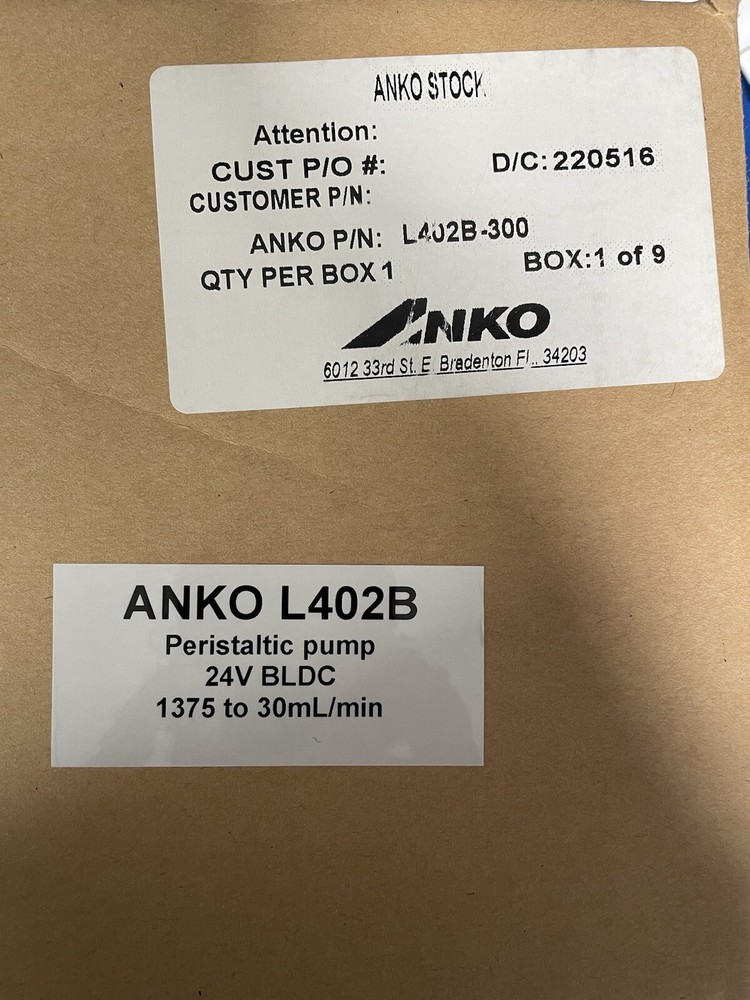 ANKO STOCK
Attention:
CUST P/O #: D/C: 220516
CUSTOMER P/N:
ANKO P/N: L402B-300
QTY PER BOX 1 BOX:1 of 9
ANKO
6012 33rd St. E Bradenton Fl.. 34203
ANKO L402B
Peristaltic pump
24V BLDC
1375 to 30mL/min